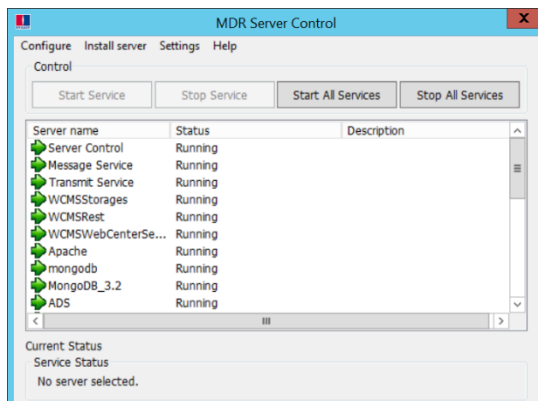 MDR Server Control
x
Configure Install server Settings Help
Control
Start Service Stop Service Start All Services Stop All Services
Server name Status Description
Server Control Running
Message Service Running
Transmit Service Running
WCMSStorages Running
WCMSRest Running
WCMSWebCenterSe... Running
Apache Running
mongodb Running
MongoDB_3.2 Running
ADS Running
Current Status
Service Status
No server selected.